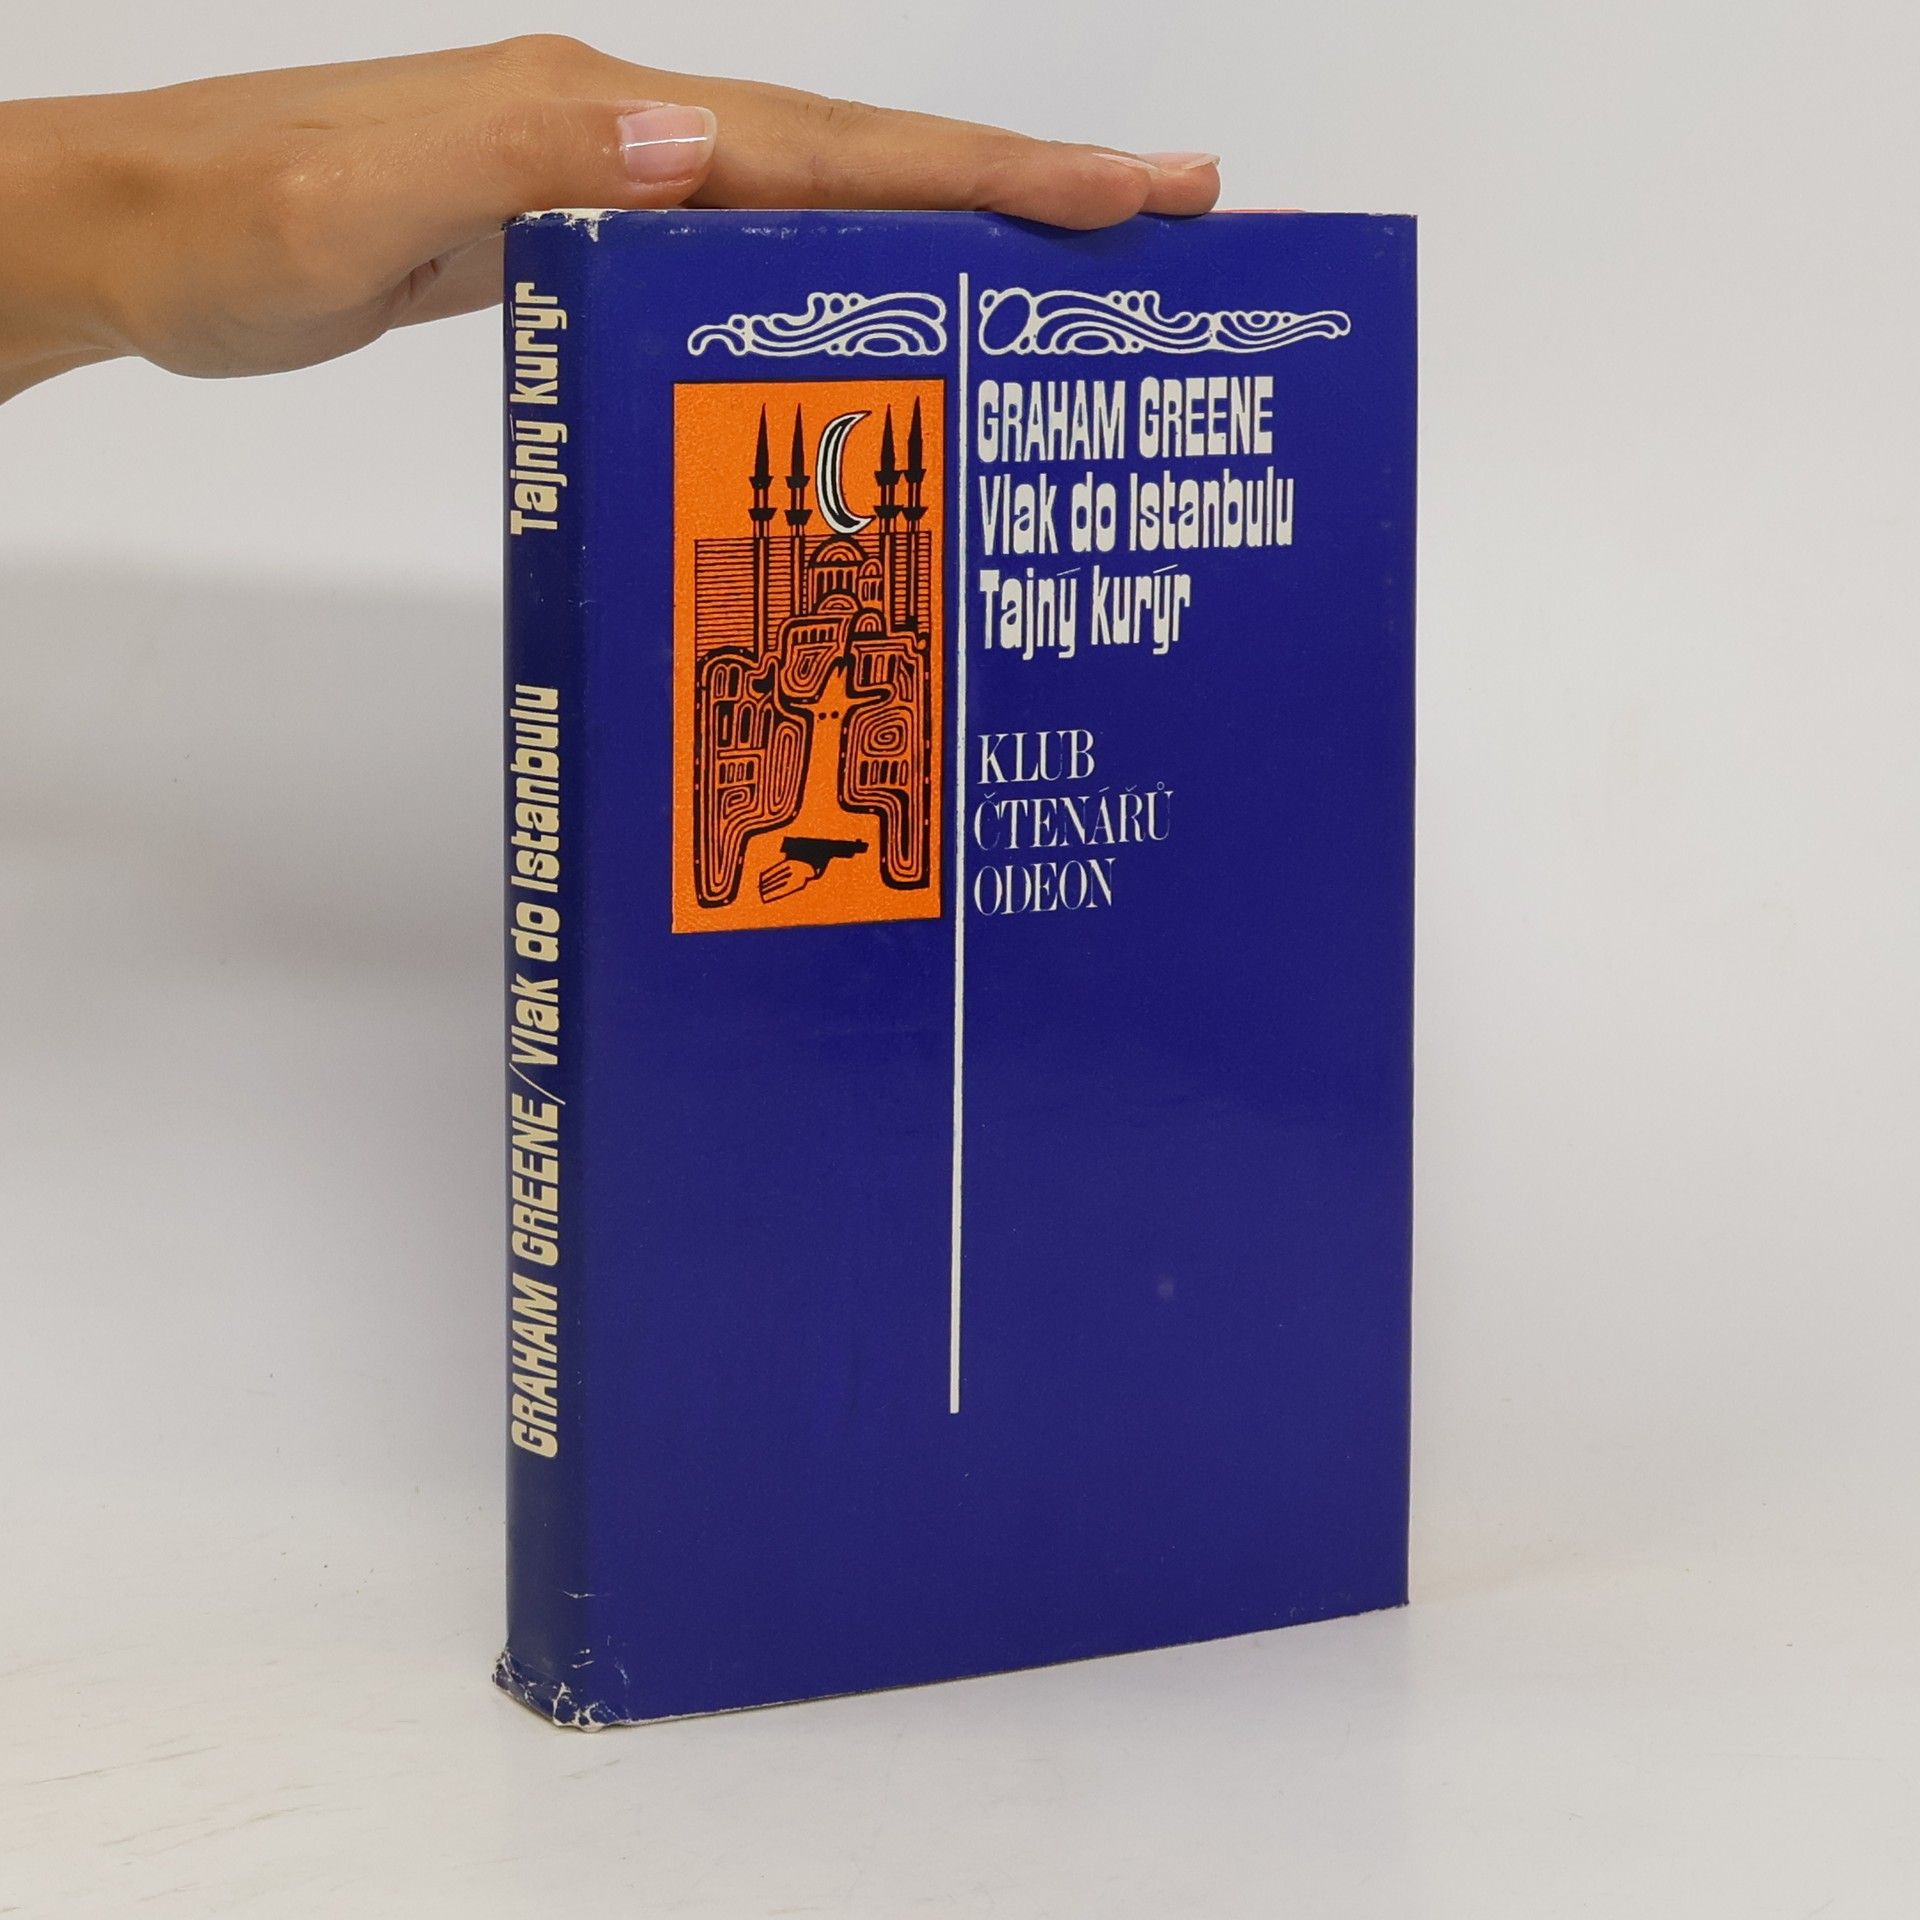 GRAHAM GREENE
Vlak do Istanbulu
Tajný kurýr
KLUB
ČTENÁŘŮ
ODEON
GRAHAM GREENE/Vlak do Istanbulu Tajný kurýr